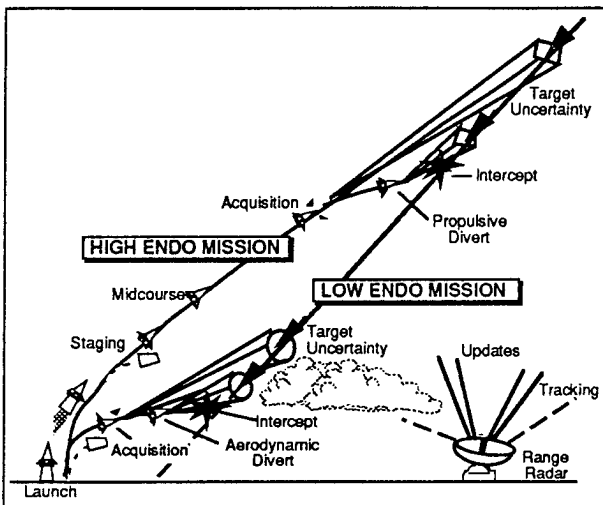 Target
Uncertainty
Intercept
Acquisition
Propulsive
Divert
HIGH ENDO MISSION
LOW ENDO MISSION
Midcourse
Staging
Target
Uncertainty
Updates
Tracking
Intercept
Acquisition
Aerodynamic
Divert
Range
Radar
Launch